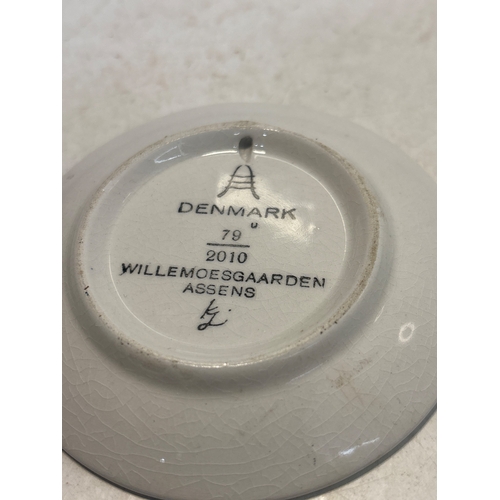 DENMARK
79
2010
WILLEMOESGAARDEN
ASSENS